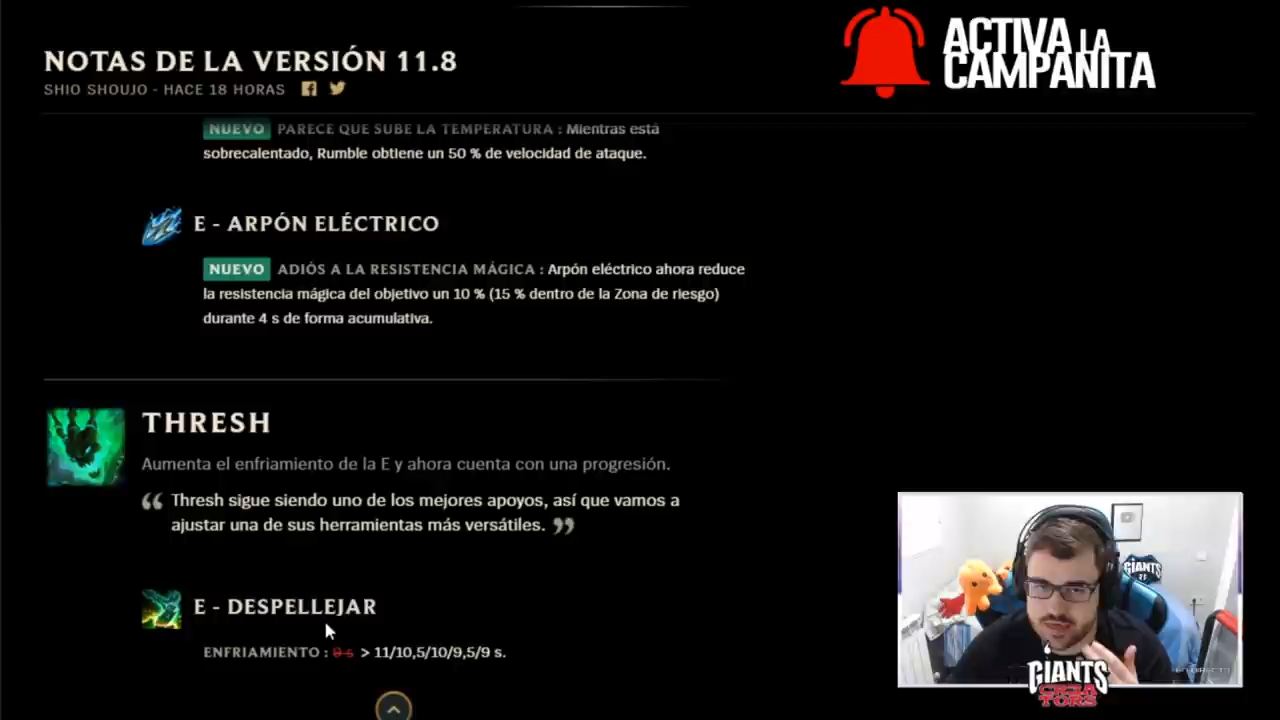 ACTIVA LA
CAMPANITA
NOTAS DE LA VERSIÓN 11.8
SHIO SHOUJO - HACE 18 HORAS
NUEVO PARECE QUE SUBE LA TEMPERATURA : Mientras está
sobrecalentado, Rumble obtiene un 50 % de velocidad de ataque.
E - ARPÓN ELÉCTRICO
NUEVO ADIÓS A LA RESISTENCIA MÁGICA : Arpón eléctrico ahora reduce
la resistencia mágica del objetivo un 10 % (15 % dentro de la Zona de riesgo)
durante 4 s de forma acumulativa.
THRESH
Aumenta el enfriamiento de la E y ahora cuenta con una progresión.
“ Thresh sigue siendo uno de los mejores apoyos, así que vamos a
ajustar una de sus herramientas más versátiles. ”
E - DESPELLEJAR
ENFRIAMIENTO : 9 s > 11/10,5/10/9,5/9 s.
GIANTS
GIANTS
CREA
TORS